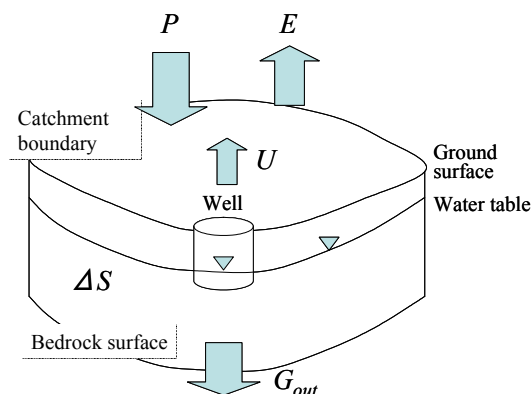 P
E
Catchment
boundary
U
Ground
surface
Well
Water table
ΔS
Bedrock surface
G_out